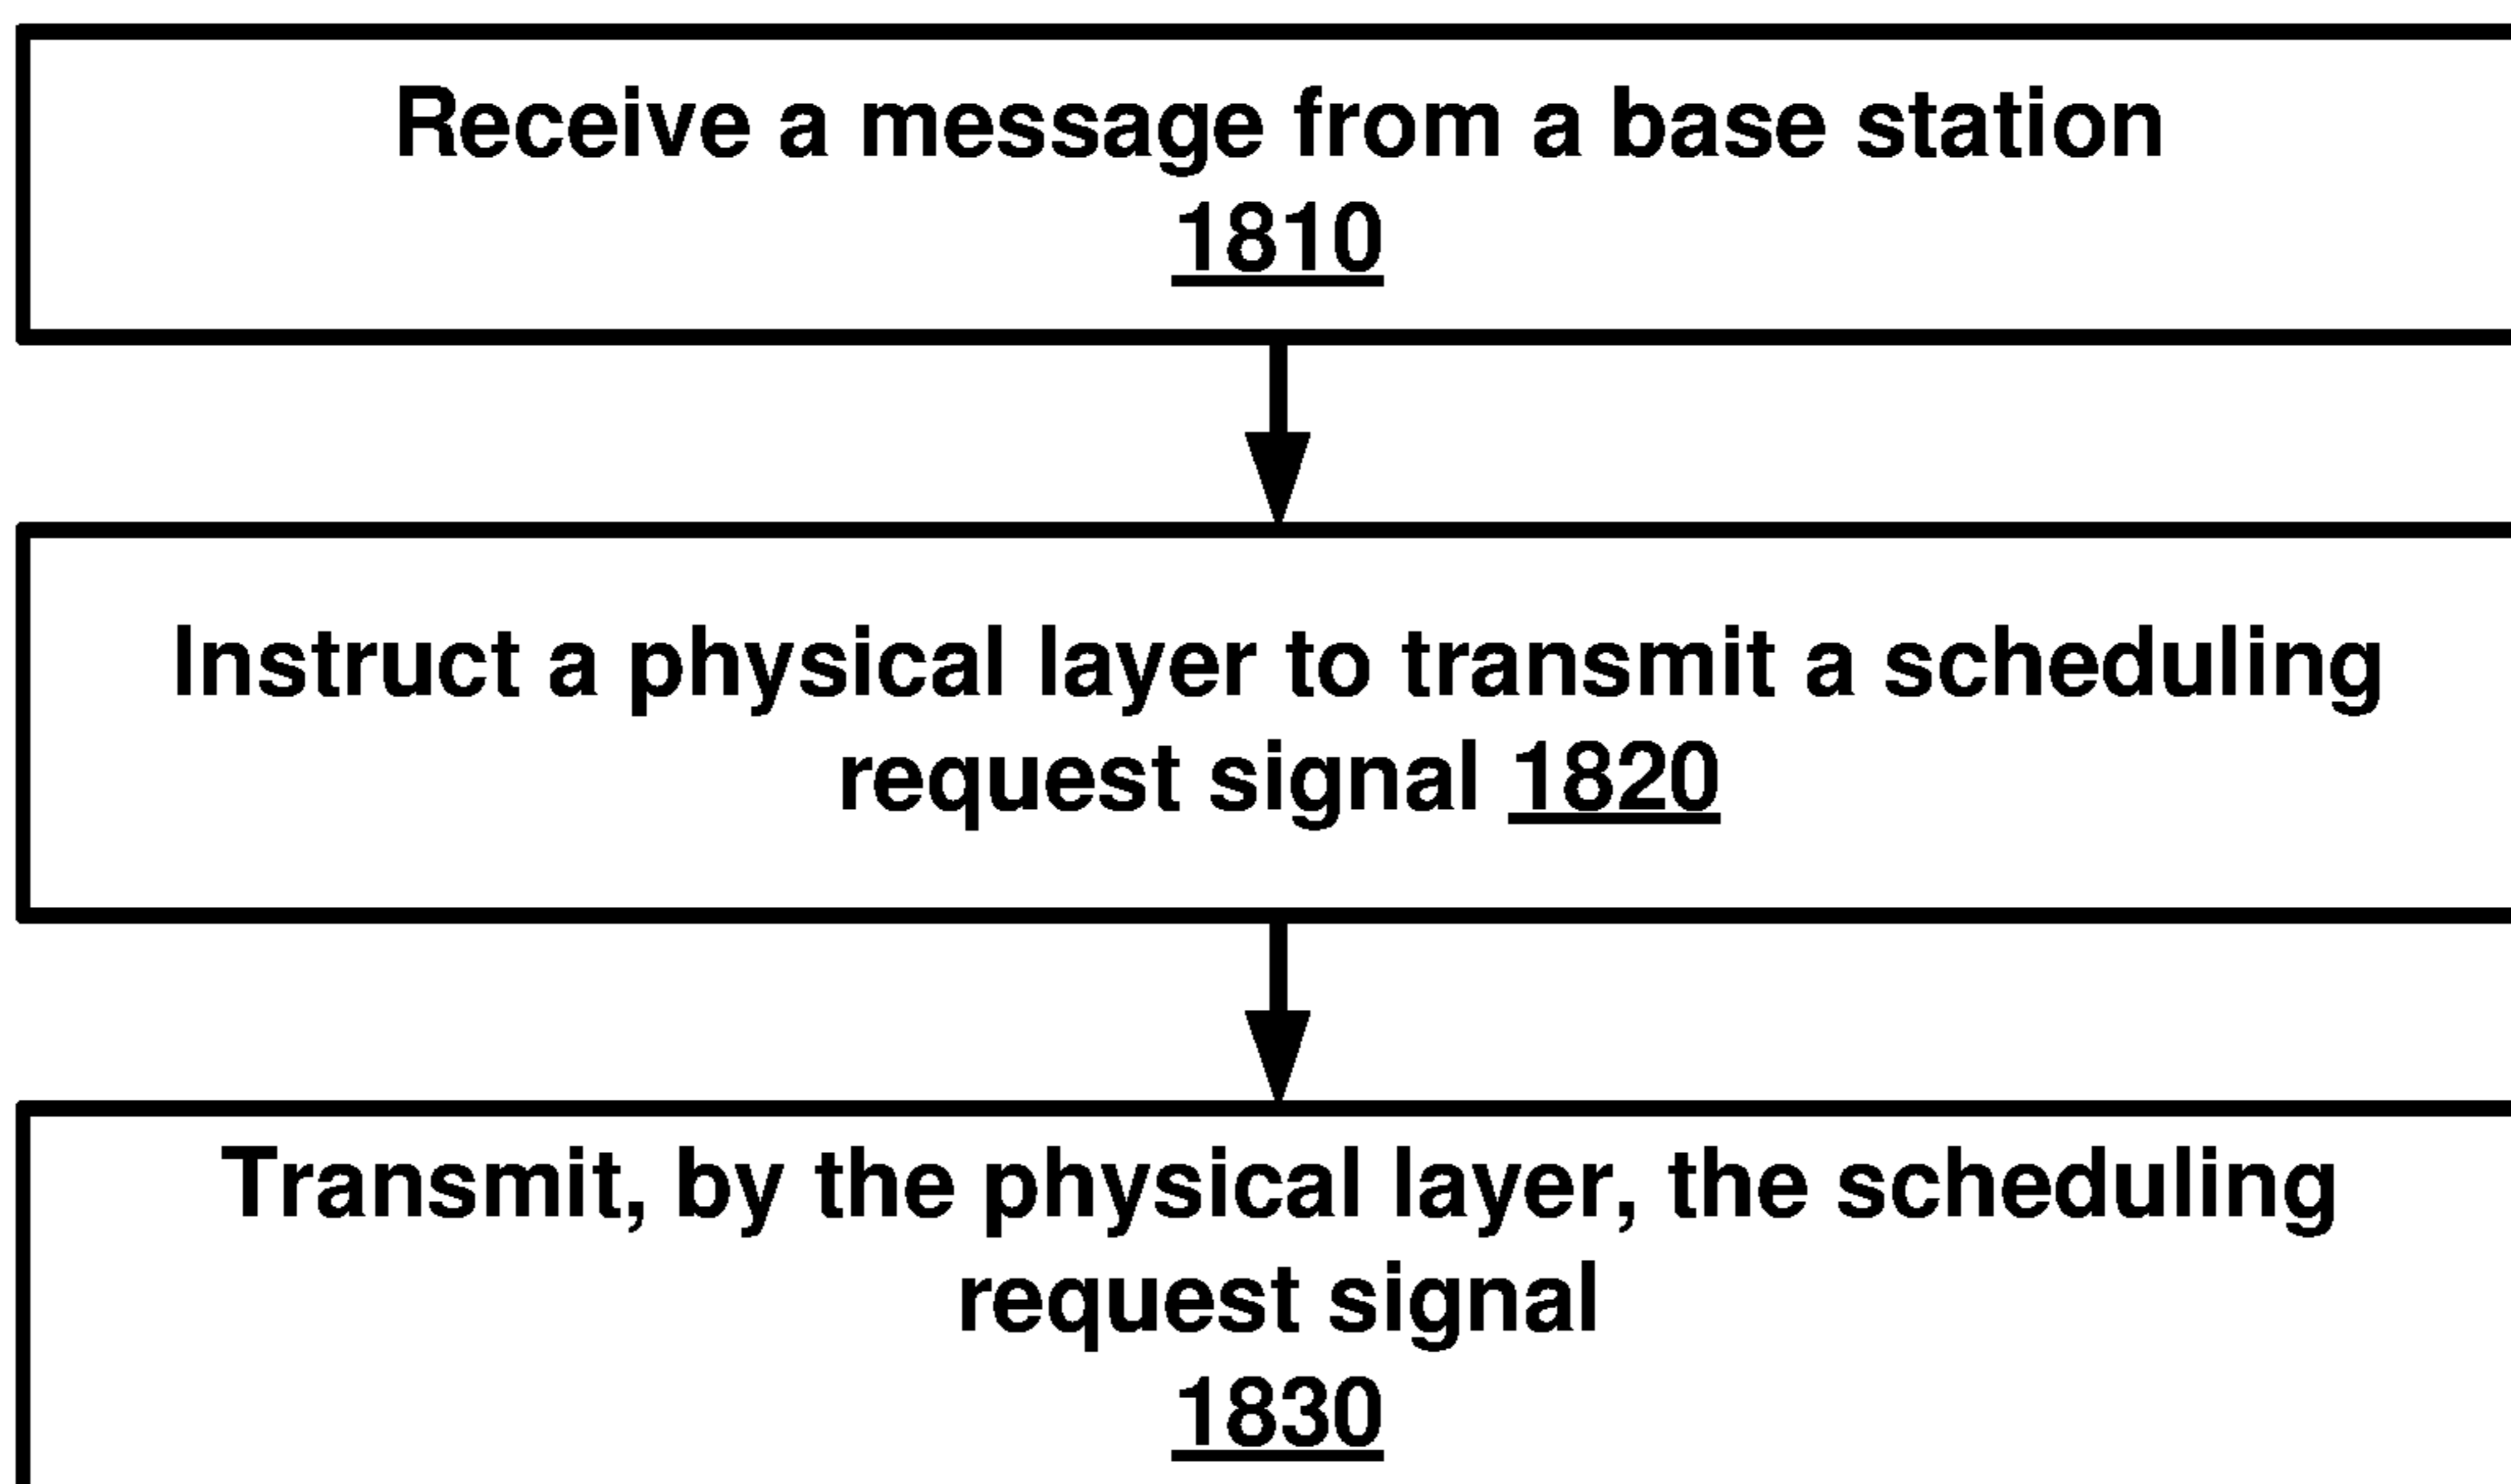 Receive a message from a base station
1810
Instruct a physical layer to transmit a scheduling
request signal 1820
Transmit, by the physical layer, the scheduling
request signal
1830